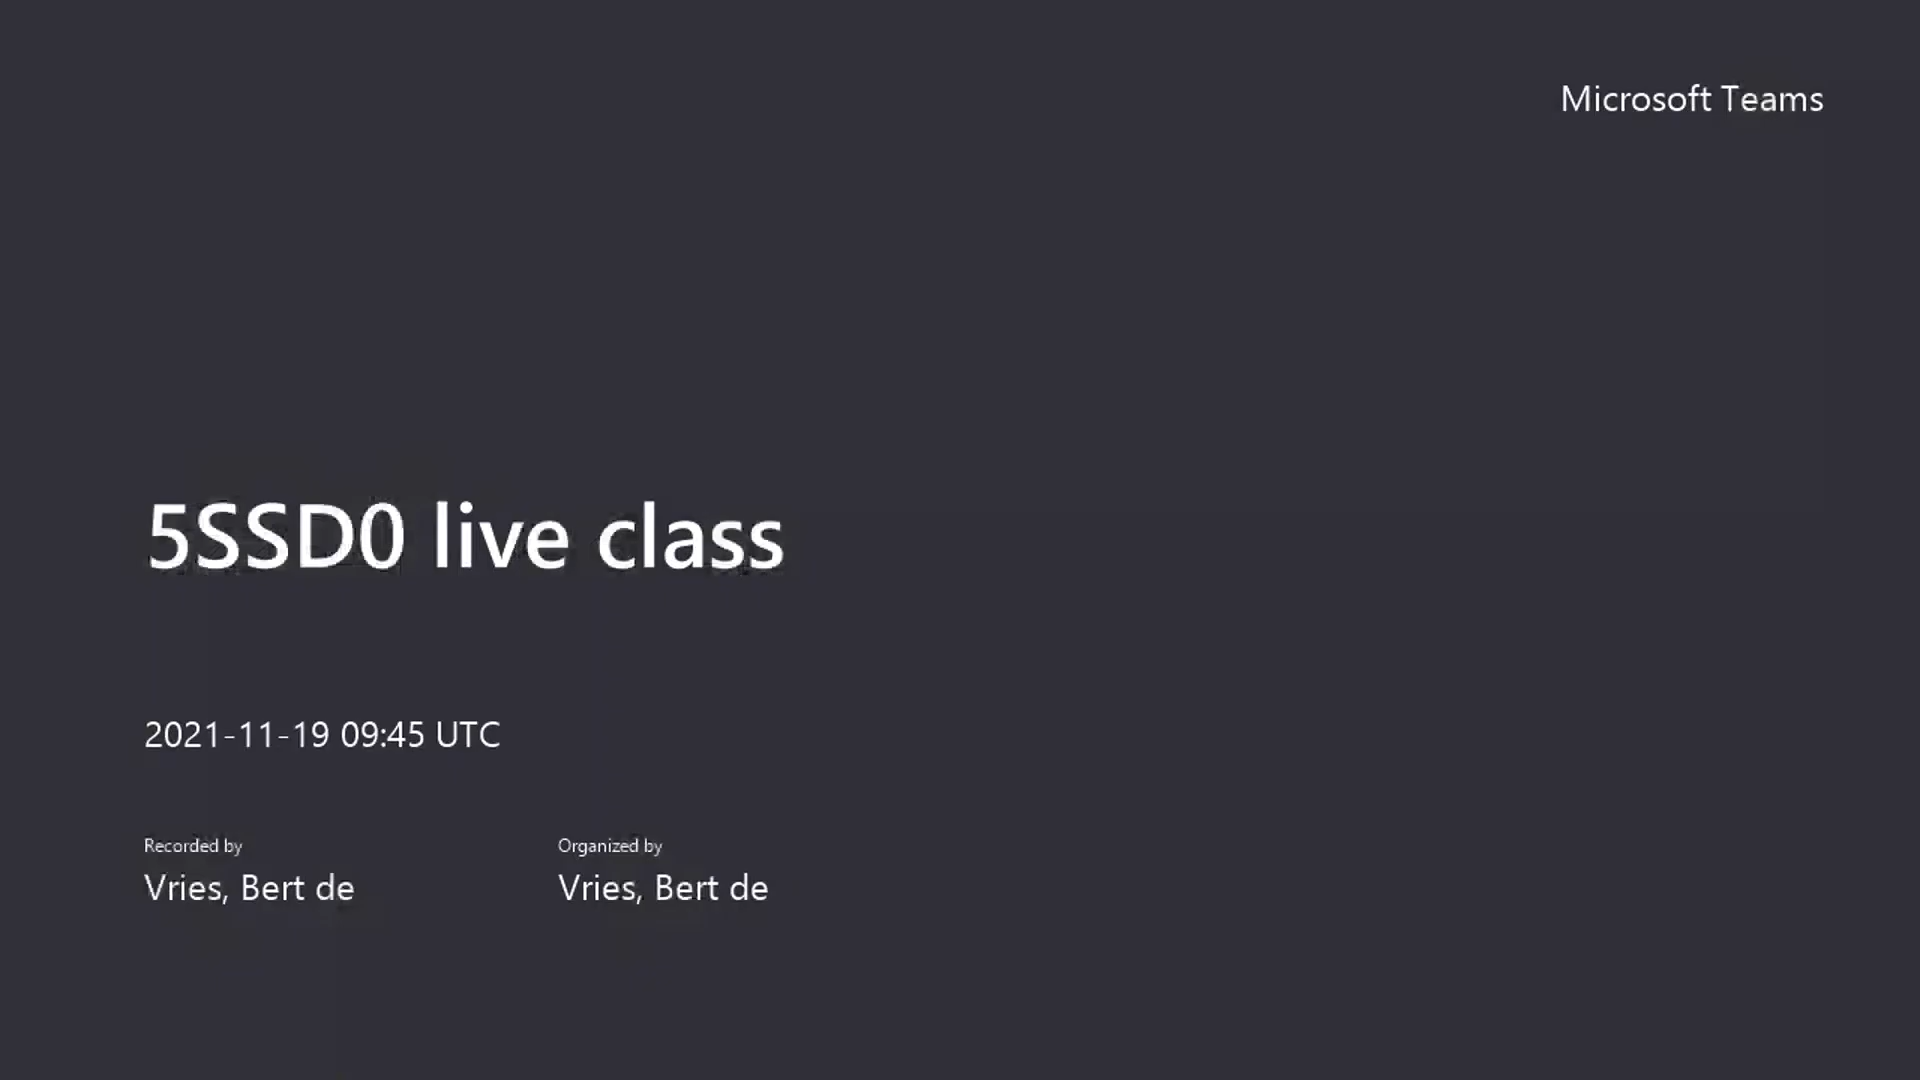 Microsoft Teams
5SSD0 live class
2021-11-19 09:45 UTC
Recorded by
Vries, Bert de
Organized by
Vries, Bert de